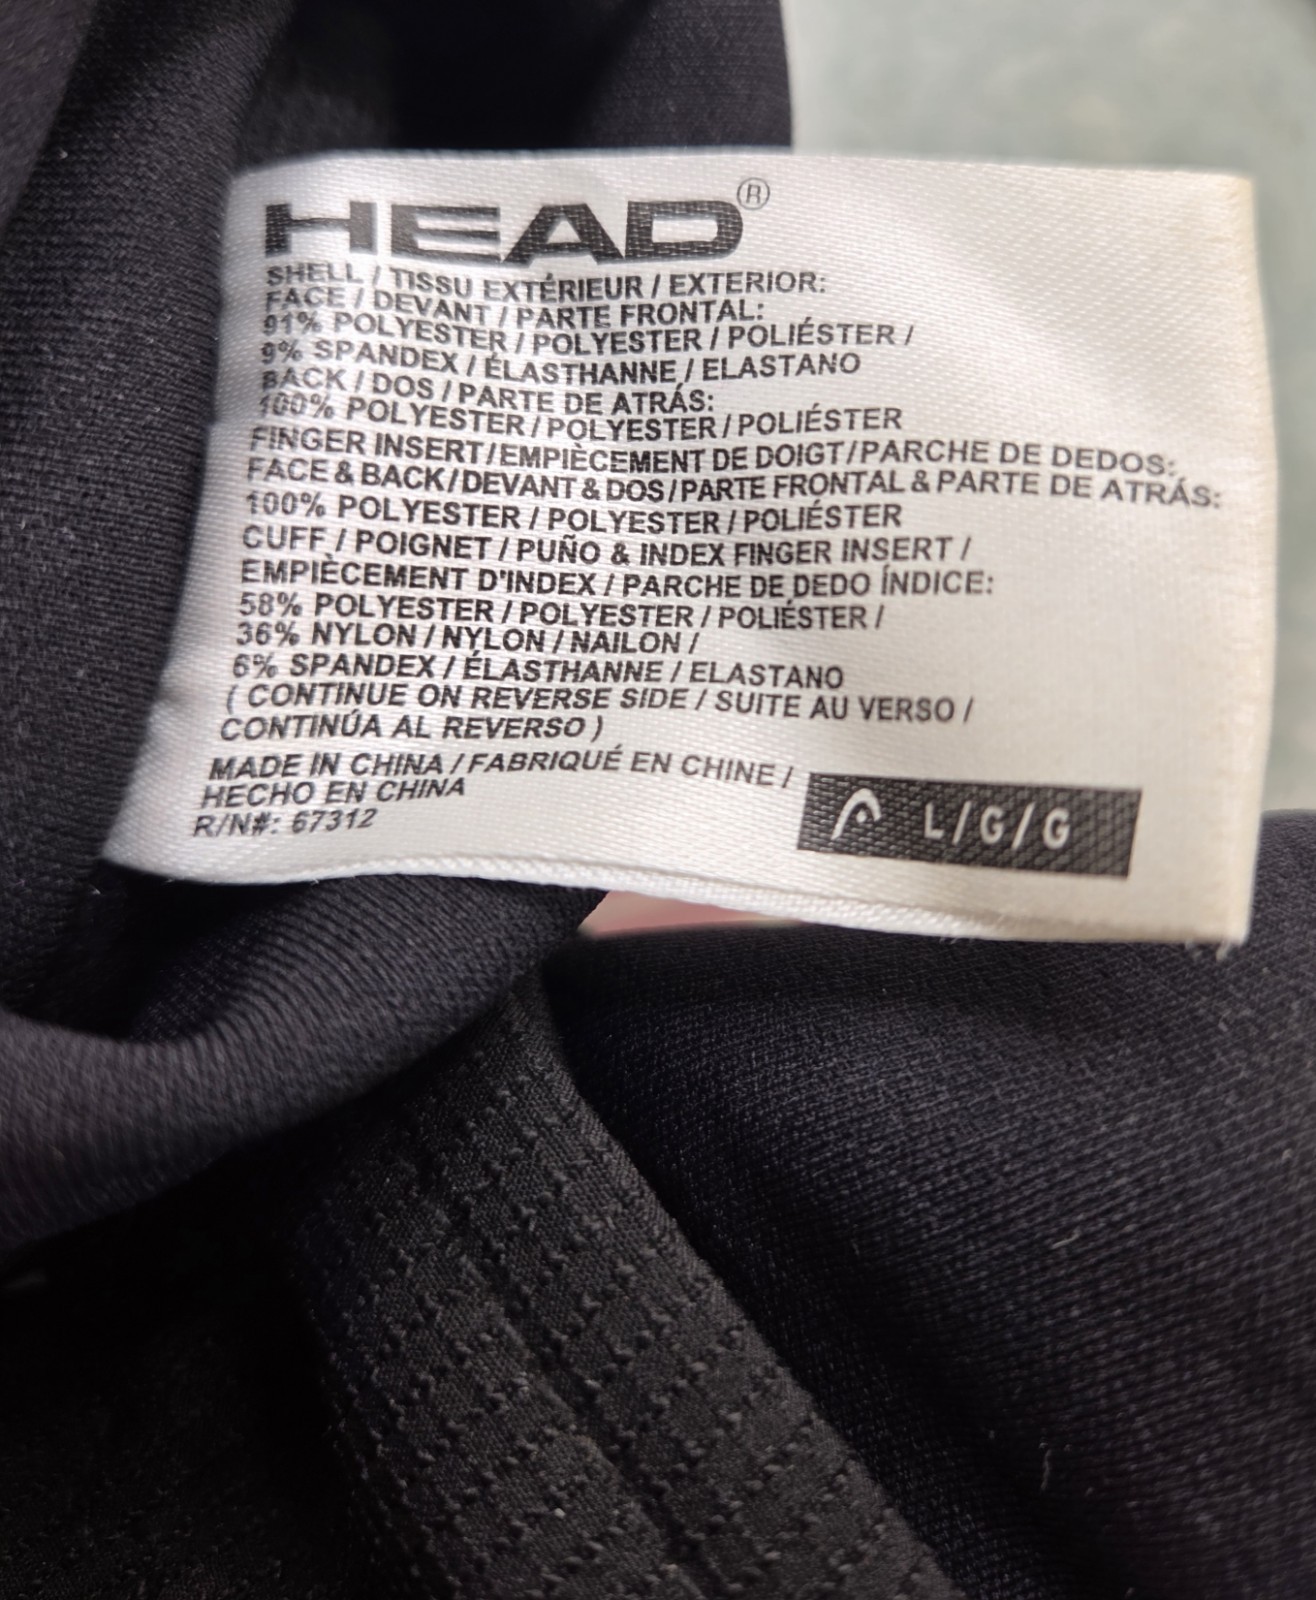 HEAD®
SHELL / TISSU EXTÉRIEUR / EXTERIOR:
FACE / DEVANT / PARTE FRONTAL:
91% POLYESTER / POLYESTER / POLIÉSTER /
9% SPANDEX / ÉLASTHANNE / ELASTANO
BACK / DOS / PARTE DE ATRÁS:
100% POLYESTER / POLYESTER / POLIÉSTER
FINGER INSERT / EMPIÈCEMENT DE DOIGT / PARCHE DE DEDOS:
FACE & BACK / DEVANT & DOS / PARTE FRONTAL & PARTE DE ATRÁS:
100% POLYESTER / POLYESTER / POLIÉSTER
CUFF / POIGNET / PUÑO & INDEX FINGER INSERT /
EMPIÈCEMENT D'INDEX / PARCHE DE DEDO ÍNDICE:
58% POLYESTER / POLYESTER / POLIÉSTER /
36% NYLON / NYLON / NAILON /
6% SPANDEX / ÉLASTHANNE / ELASTANO
( CONTINUE ON REVERSE SIDE / SUITE AU VERSO /
CONTINÚA AL REVERSO )
MADE IN CHINA / FABRIQUÉ EN CHINE /
HECHO EN CHINA
R/N#: 67312
L/G/G